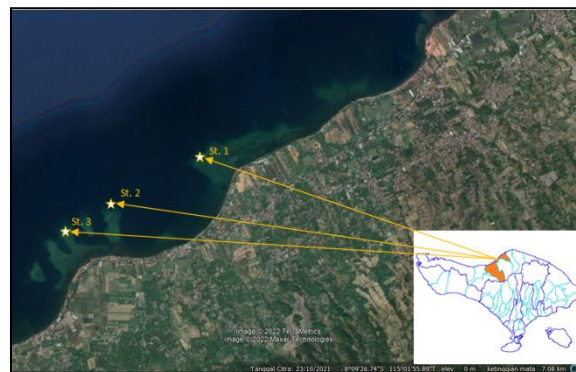 St. 1
St. 2
St. 3
Image © 2022 TerraMetrics
Image © 2022 Maxar Technologies
Tanggal Citra: 23/10/2021 8°09'26.74"S 115°01'55.89"T elev 0 m ketinggian mata 7.08 km